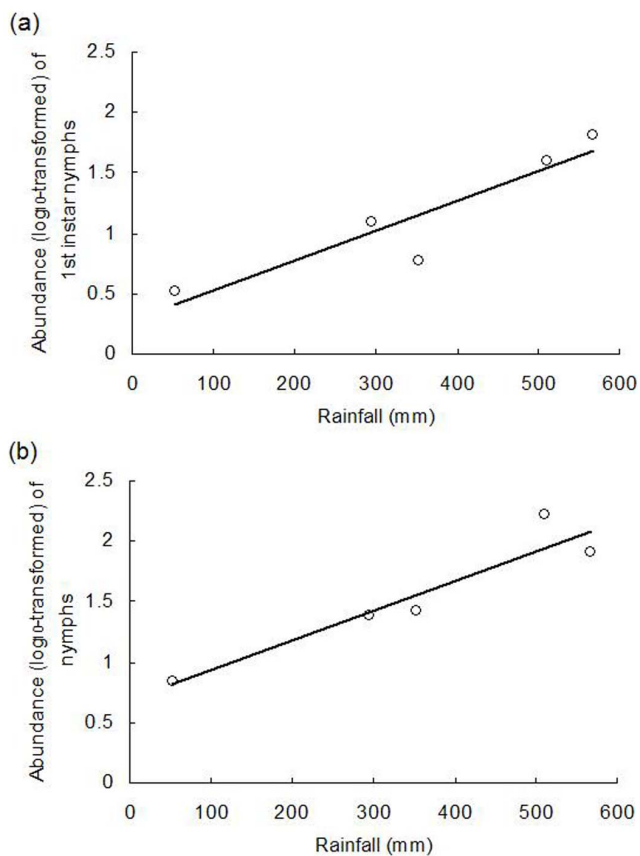 (a)
Abundance (log10-transformed) of
1st instar nymphs
2.5
2
1.5
1
0.5
0
0 100 200 300 400 500 600
Rainfall (mm)
(b)
Abundance (log10-transformed) of
nymphs
2.5
2
1.5
1
0.5
0
0 100 200 300 400 500 600
Rainfall (mm)